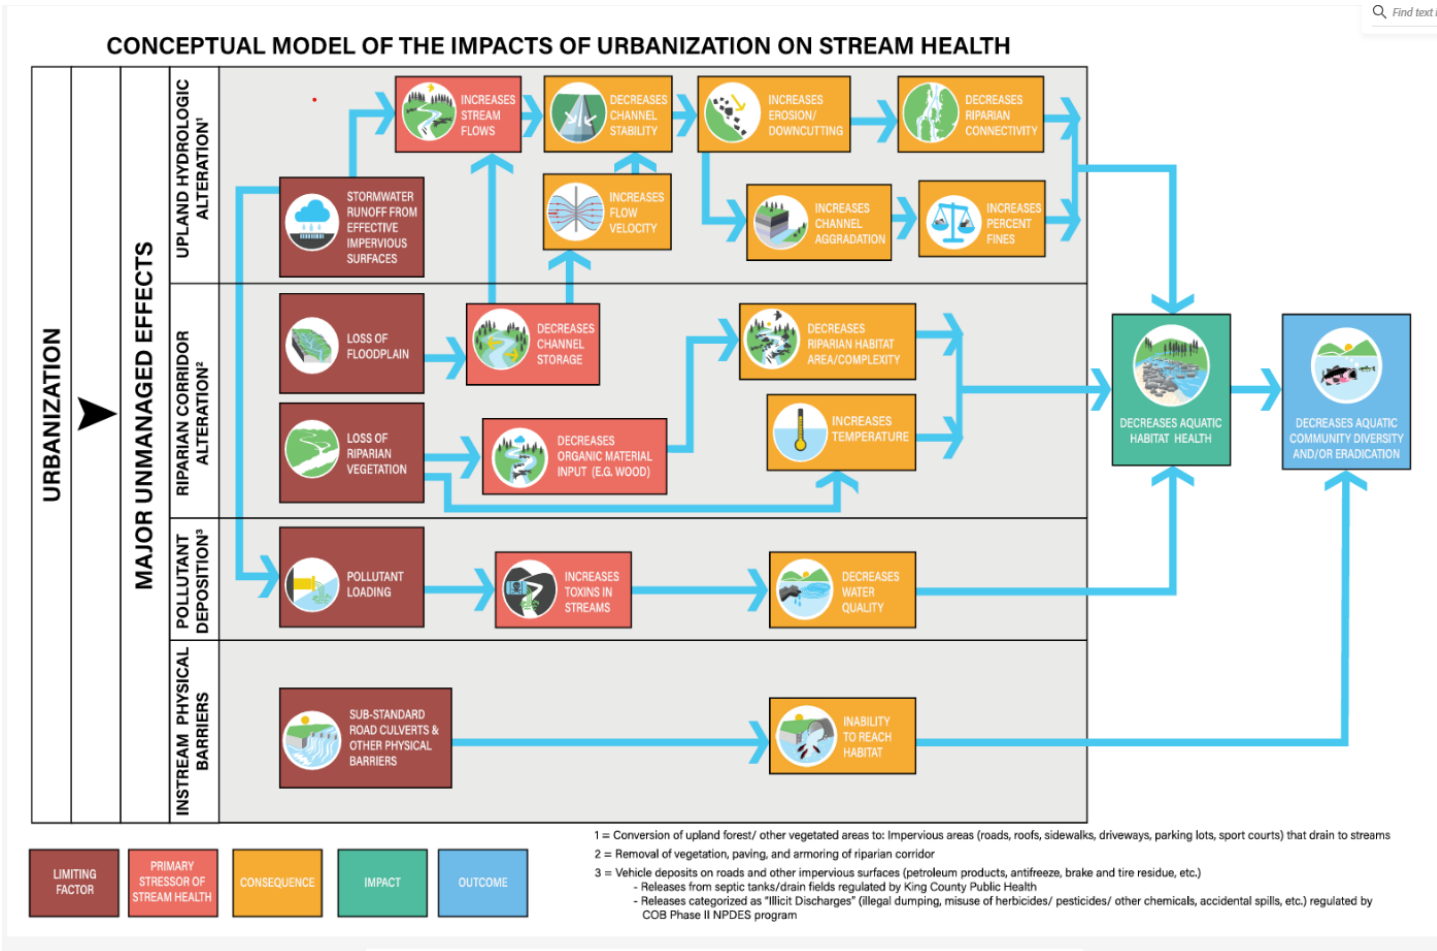 Find text i
CONCEPTUAL MODEL OF THE IMPACTS OF URBANIZATION ON STREAM HEALTH
URBANIZATION
MAJOR UNMANAGED EFFECTS
UPLAND HYDROLOGIC
ALTERATION¹
INCREASES
STREAM
FLOWS
DECREASES
CHANNEL
STABILITY
INCREASES
EROSION/
DOWNCUTTING
DECREASES
RIPARIAN
CONNECTIVITY
STORMWATER
RUNOFF FROM
EFFECTIVE
IMPERVIOUS
SURFACES
INCREASES
FLOW
VELOCITY
INCREASES
CHANNEL
AGGRADATION
INCREASES
PERCENT
FINES
RIPARIAN CORRIDOR
ALTERATION²
LOSS OF
FLOODPLAIN
DECREASES
CHANNEL
STORAGE
DECREASES
RIPARIAN HABITAT
AREA/COMPLEXITY
LOSS OF
RIPARIAN
VEGETATION
DECREASES
ORGANIC MATERIAL
INPUT (E.G. WOOD)
INCREASES
TEMPERATURE
DECREASES AQUATIC
HABITAT HEALTH
DECREASES AQUATIC
COMMUNITY DIVERSITY
AND/OR ERADICATION
POLLUTANT
DEPOSITION³
POLLUTANT
LOADING
INCREASES
TOXINS IN
STREAMS
DECREASES
WATER
QUALITY
INSTREAM PHYSICAL
BARRIERS
SUB-STANDARD
ROAD CULVERTS &
OTHER PHYSICAL
BARRIERS
INABILITY
TO REACH
HABITAT
LIMITING
FACTOR
PRIMARY
STRESSOR OF
STREAM HEALTH
CONSEQUENCE
IMPACT
OUTCOME
1 = Conversion of upland forest/ other vegetated areas to: Impervious areas (roads, roofs, sidewalks, driveways, parking lots, sport courts) that drain to streams
2 = Removal of vegetation, paving, and armoring of riparian corridor
3 = Vehicle deposits on roads and other impervious surfaces (petroleum products, antifreeze, brake and tire residue, etc.)
- Releases from septic tanks/drain fields regulated by King County Public Health
- Releases categorized as "Illicit Discharges" (illegal dumping, misuse of herbicides/ pesticides/ other chemicals, accidental spills, etc.) regulated by
COB Phase II NPDES program